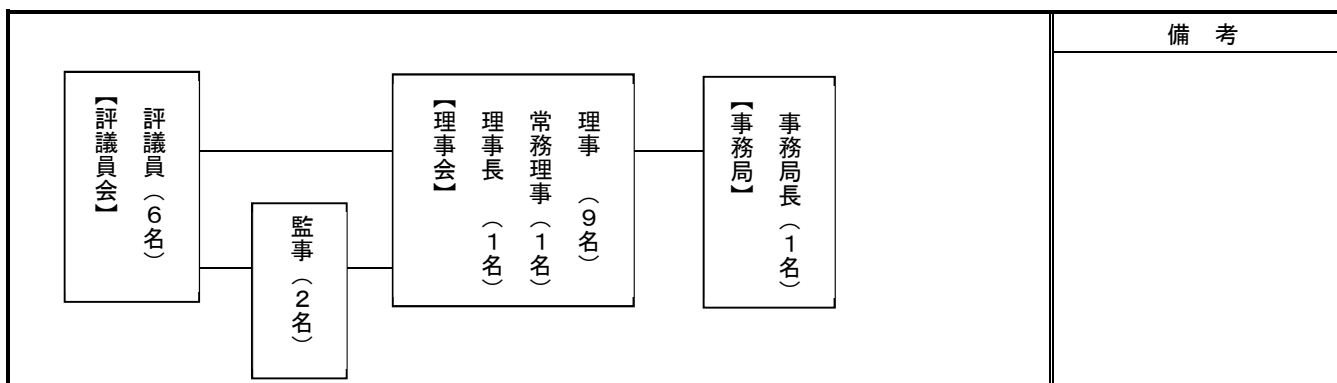 備 考
【評議員会】
評議員（６名）
監事（２名）
【理事会】
理事長 （１名）
常務理事（１名）
理事 （９名）
【事務局】
事務局長（１名）